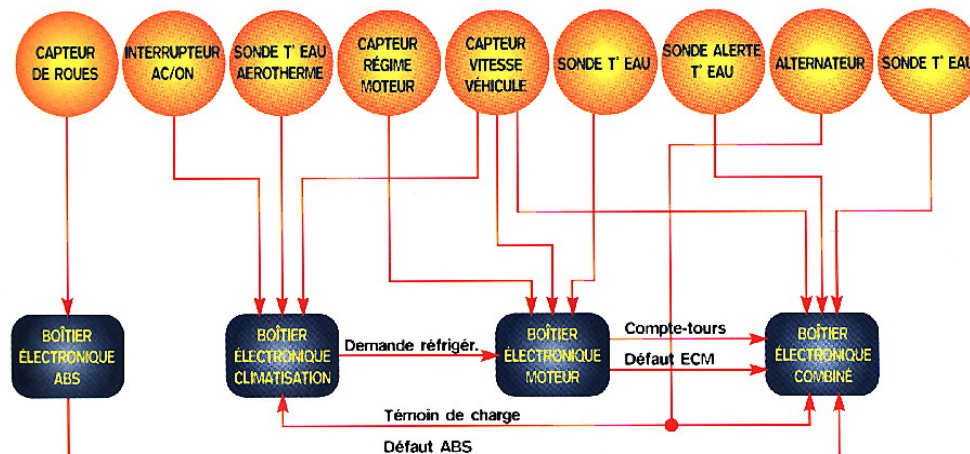 CAPTEUR
DE ROUES
INTERRUPTEUR
AC/ON
SONDE T° EAU
AEROTHERME
CAPTEUR
RÉGIME
MOTEUR
CAPTEUR
VITESSE
VÉHICULE
SONDE T° EAU
SONDE ALERTE
T° EAU
ALTERNATEUR
SONDE T° EAU
BOÎTIER
ÉLECTRONIQUE
ABS
BOÎTIER
ÉLECTRONIQUE
CLIMATISATION
Demande réfrigér.
BOÎTIER
ÉLECTRONIQUE
MOTEUR
Compte-tours
Défaut ECM
BOÎTIER
ÉLECTRONIQUE
COMBINÉ
Témoin de charge
Défaut ABS